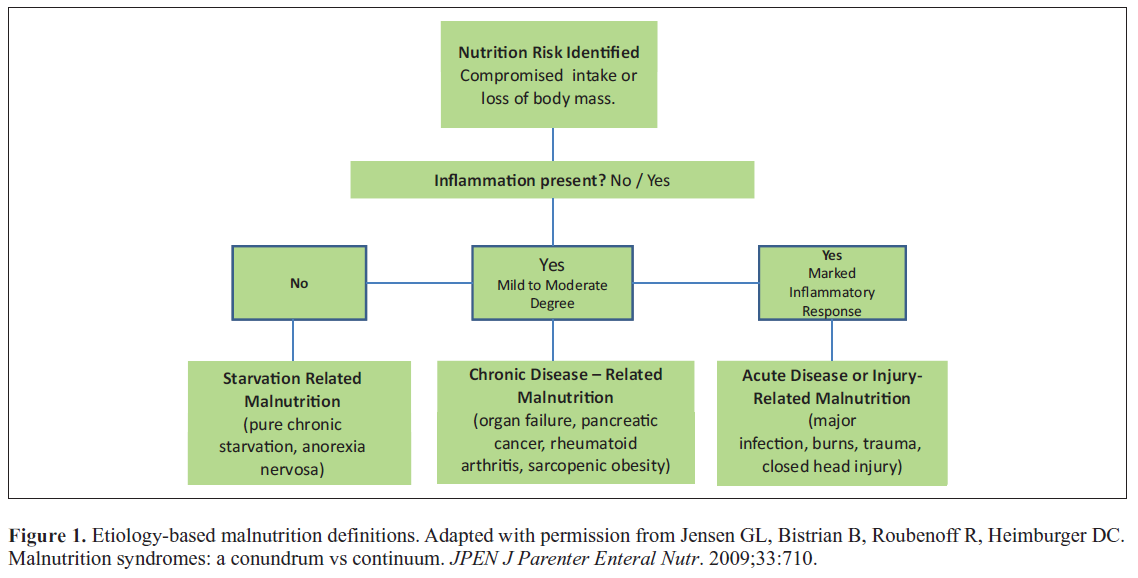 Nutrition Risk Identified
Compromised intake or
loss of body mass.
Inflammation present? No / Yes
No
Yes
Mild to Moderate
Degree
Yes
Marked
Inflammatory
Response
Starvation Related
Malnutrition
(pure chronic
starvation, anorexia
nervosa)
Chronic Disease – Related
Malnutrition
(organ failure, pancreatic
cancer, rheumatoid
arthritis, sarcopenic obesity)
Acute Disease or Injury-
Related Malnutrition
(major
infection, burns, trauma,
closed head injury)
Figure 1. Etiology-based malnutrition definitions. Adapted with permission from Jensen GL, Bistrian B, Roubenoff R, Heimburger DC.
Malnutrition syndromes: a conundrum vs continuum. JPEN J Parenter Enteral Nutr. 2009;33:710.